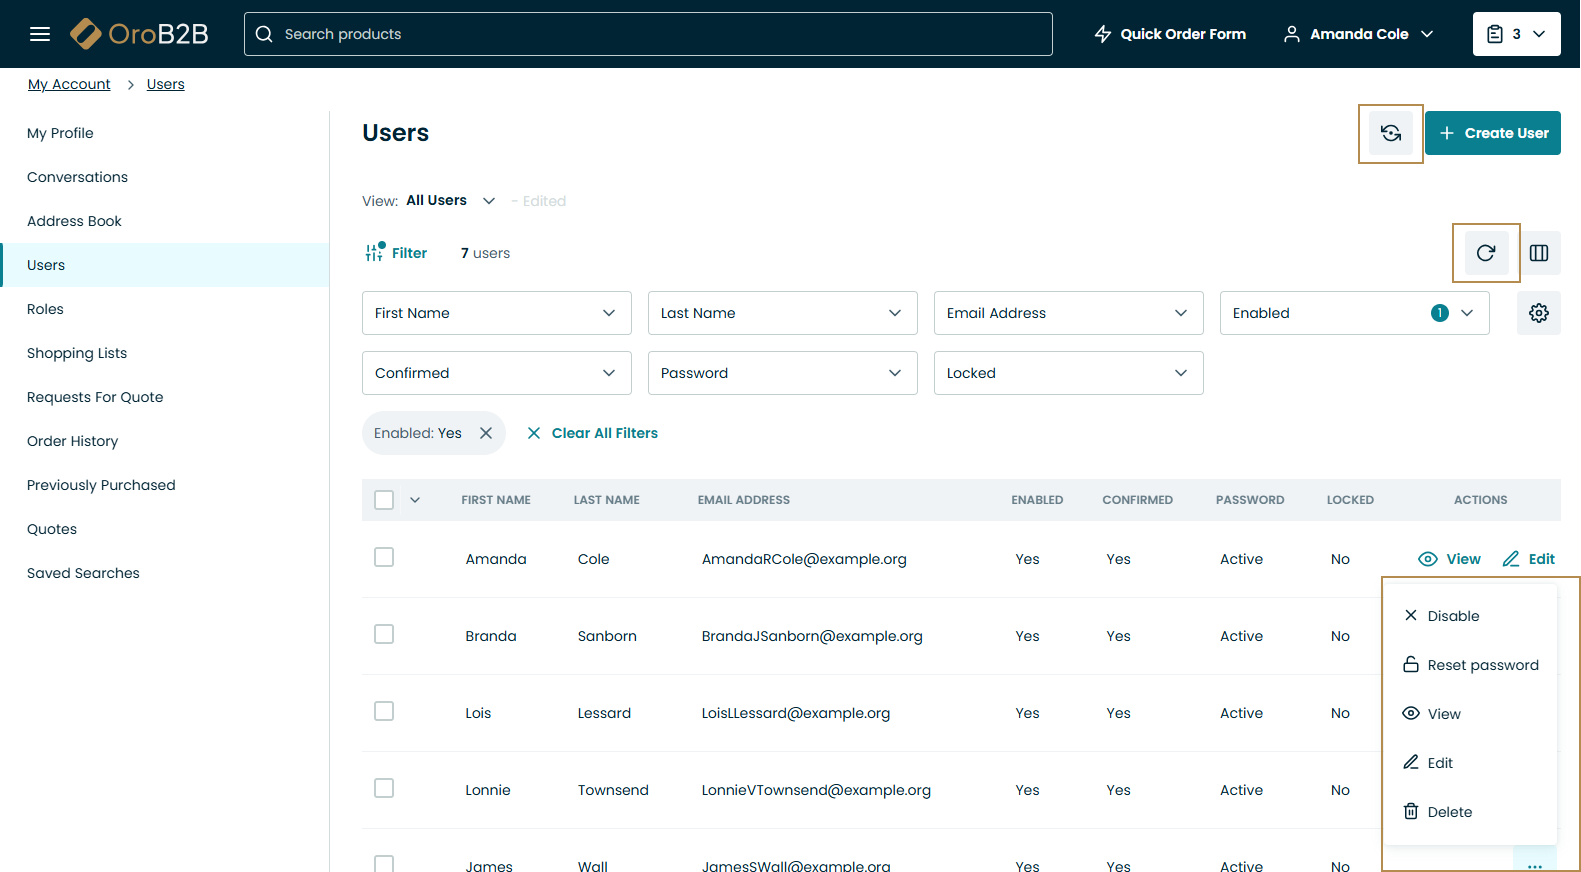 OroB2B Search products Quick Order Form Amanda Cole 3
My Account > Users
My Profile
Conversations
Address Book
Users
Roles
Shopping Lists
Requests For Quote
Order History
Previously Purchased
Quotes
Saved Searches
Users
Create User
View: All Users - Edited
Filter 7 users
First Name Last Name Email Address Enabled 1
Confirmed Password Locked
Enabled: Yes Clear All Filters
FIRST NAME LAST NAME EMAIL ADDRESS ENABLED CONFIRMED PASSWORD LOCKED ACTIONS
Amanda Cole AmandaRCole@example.org Yes Yes Active No View Edit
Branda Sanborn BrandaJSanborn@example.org Yes Yes Active No
Lois Lessard LoisLLessard@example.org Yes Yes Active No
Lonnie Townsend LonnieVTownsend@example.org Yes Yes Active No
James Wall JamesSWall@example.org Yes Yes Active No ...
Disable
Reset password
View
Edit
Delete